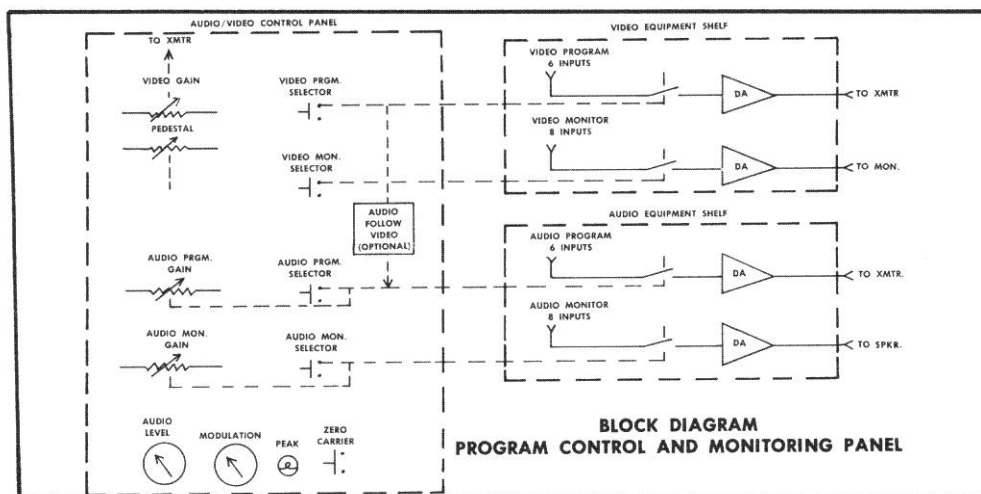 AUDIO/VIDEO CONTROL PANEL
TO XMTR
VIDEO GAIN
PEDESTAL
VIDEO PRGM.
SELECTOR
VIDEO MON.
SELECTOR
AUDIO
FOLLOW
VIDEO
(OPTIONAL)
AUDIO PRGM.
GAIN
AUDIO PRGM.
SELECTOR
AUDIO MON.
GAIN
AUDIO MON.
SELECTOR
AUDIO
LEVEL
MODULATION
PEAK
ZERO
CARRIER
VIDEO EQUIPMENT SHELF
VIDEO PROGRAM
6 INPUTS
DA
TO XMTR
VIDEO MONITOR
8 INPUTS
DA
TO MON.
AUDIO EQUIPMENT SHELF
AUDIO PROGRAM
6 INPUTS
DA
TO XMTR.
AUDIO MONITOR
8 INPUTS
DA
TO SPKR.
BLOCK DIAGRAM
PROGRAM CONTROL AND MONITORING PANEL